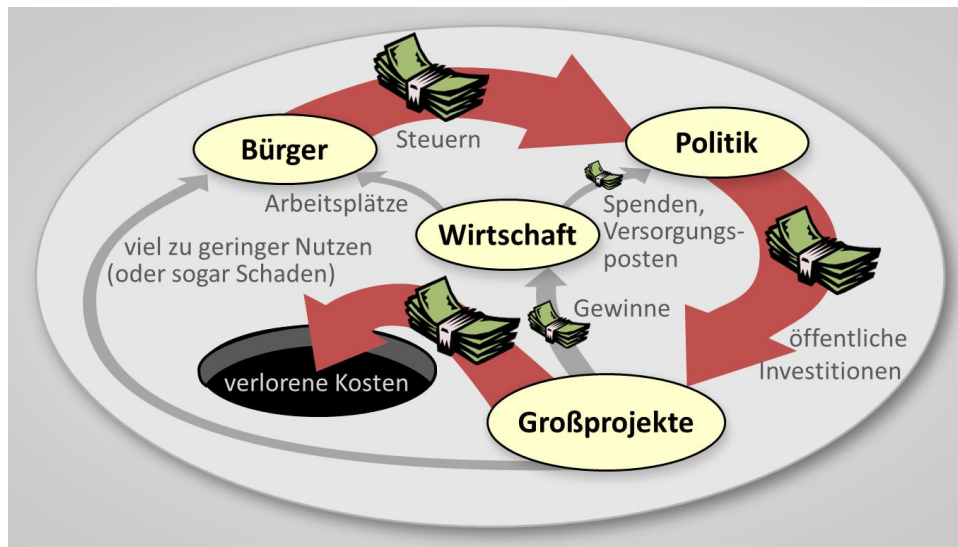 Bürger
Steuern
Politik
Arbeitsplätze
Wirtschaft
Spenden,
Versorgungs-
posten
viel zu geringer Nutzen
(oder sogar Schaden)
Gewinne
öffentliche
Investitionen
verlorene Kosten
Großprojekte